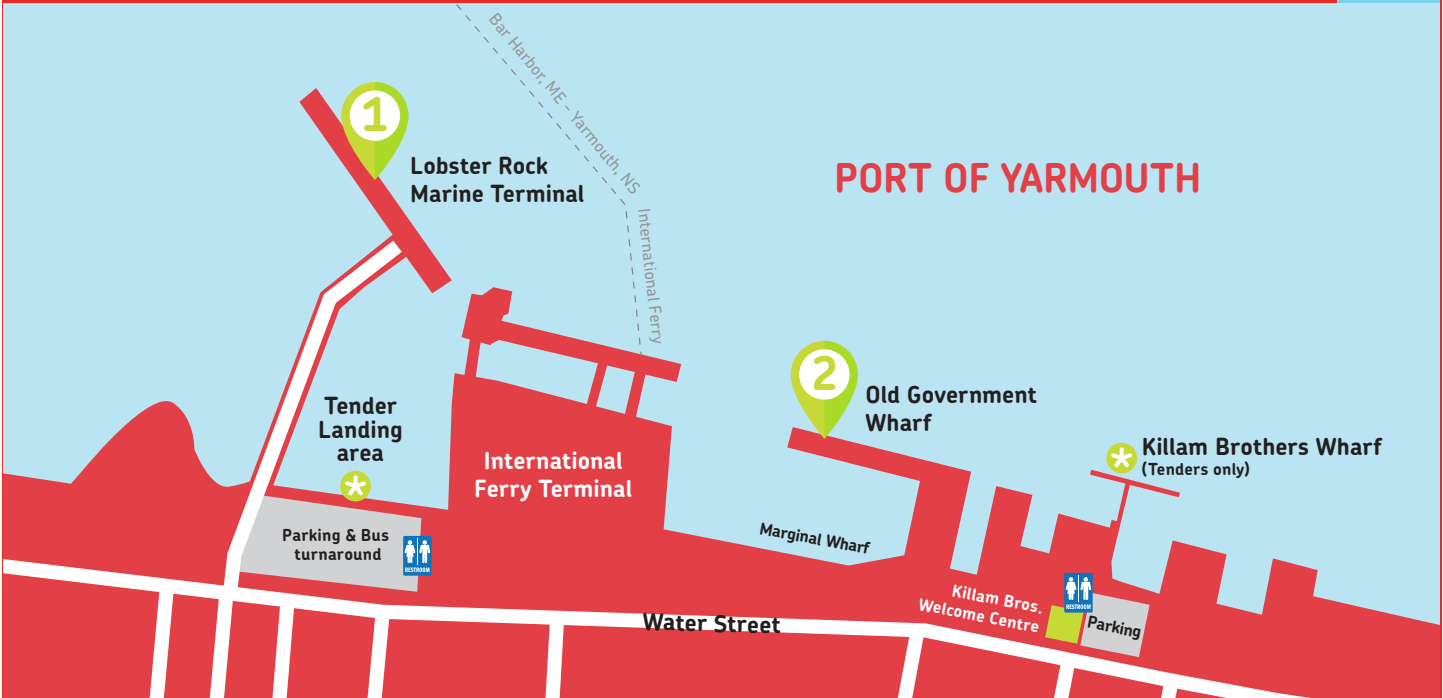 Bar Harbor, ME - Yarmouth, NS
International Ferry
1
Lobster Rock
Marine Terminal
PORT OF YARMOUTH
2
Old Government
Wharf
Tender
Landing
area
Killam Brothers Wharf
(Tenders only)
International
Ferry Terminal
Parking & Bus
turnaround
RESTROOM
Marginal Wharf
Killam Bros.
Welcome Centre
RESTROOM
Parking
Water Street